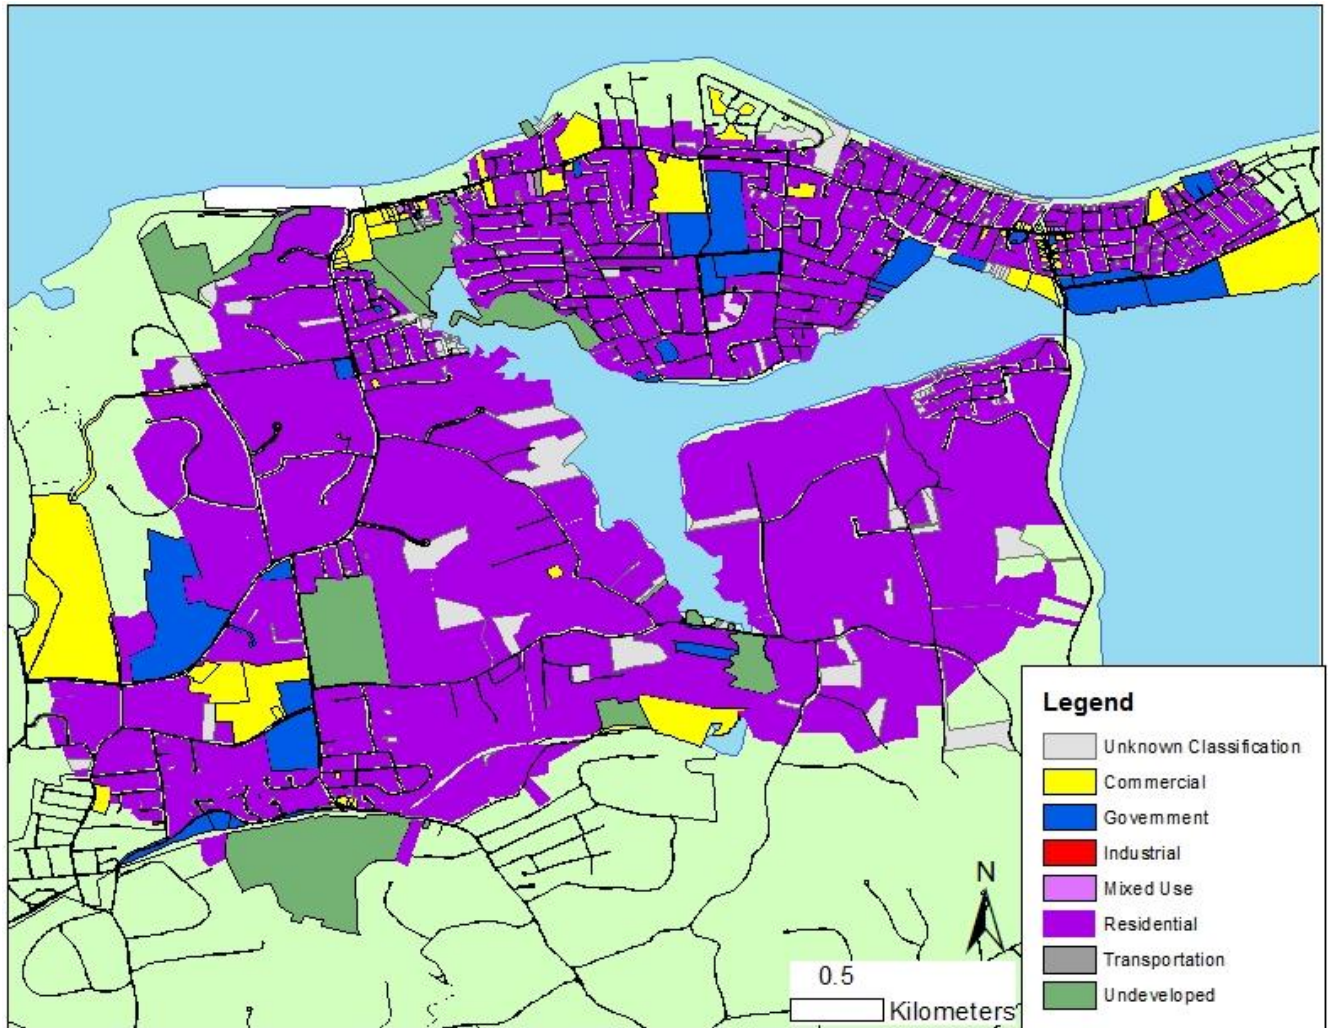 Legend
Unknown Classification
Commercial
Government
Industrial
Mixed Use
Residential
Transportation
Undeveloped
N
0.5
Kilometers